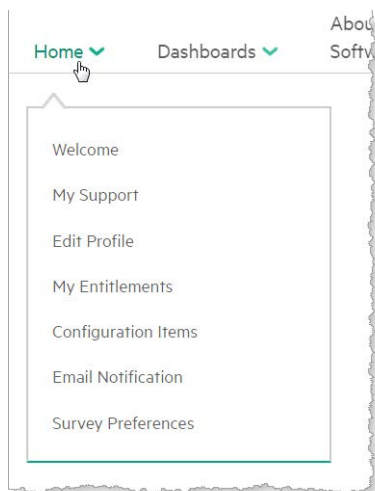 Home
Dashboards
Welcome
My Support
Edit Profile
My Entitlements
Configuration Items
Email Notification
Survey Preferences